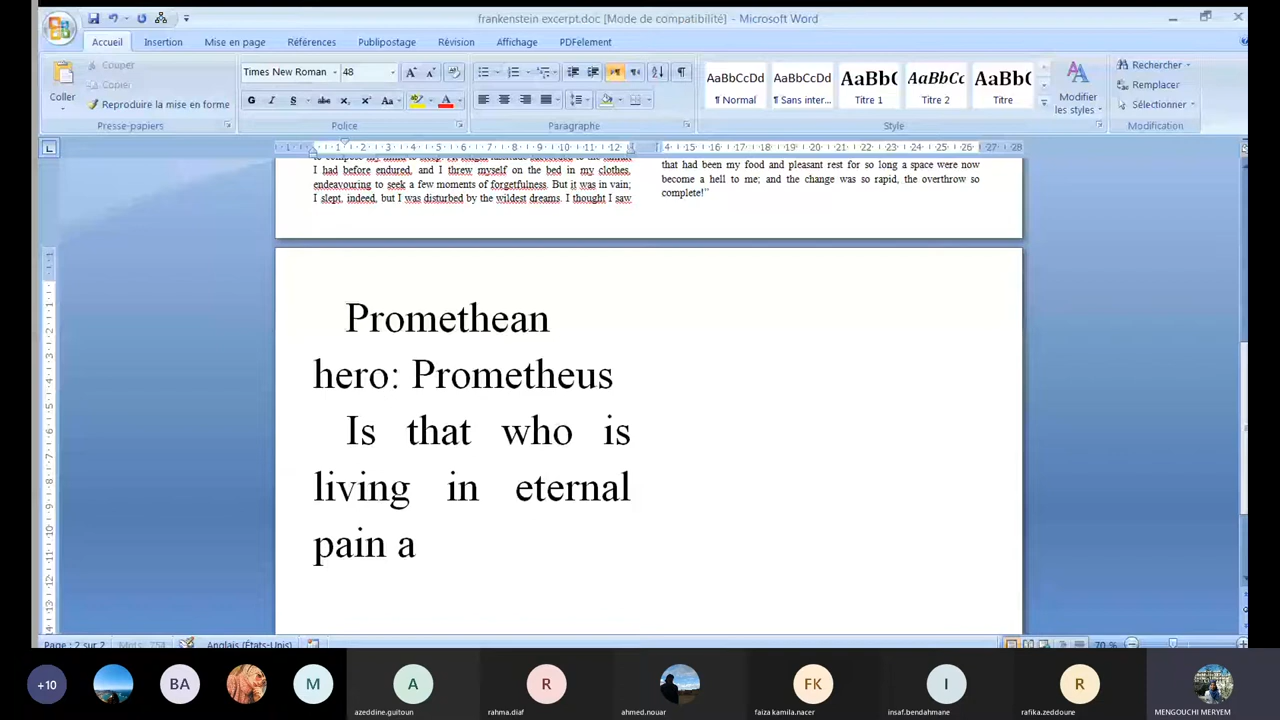 frankenstein excerpt.doc [Mode de compatibilité] - Microsoft Word
Accueil Insertion Mise en page Références Publipostage Révision Affichage PDFelement
Coller
Couper
Copier
Reproduire la mise en forme
Presse-papiers
Times New Roman 48
Police
Paragraphe
AaBbCcDd AaBbCcDd AaBbC AaBbCc AaBbC
¶ Normal ¶ Sans inter... Titre 1 Titre 2 Titre
Modifier les styles
Style
Rechercher
Remplacer
Sélectionner
Modification
I had before endured, and I threw myself on the bed in my clothes,
endeavouring to seek a few moments of forgetfulness. But it was in vain;
I slept, indeed, but I was disturbed by the wildest dreams. I thought I saw
that had been my food and pleasant rest for so long a space were now
become a hell to me; and the change was so rapid, the overthrow so
complete!"
Promethean
hero: Prometheus
Is that who is
living in eternal
pain a
Page : 2 sur 2 Mots : 754 Anglais (États-Unis) 70 %
+10 BA M A R FK I R
azeddine.guitoun rahma.diaf ahmed.nouar faiza kamila.nacer insaf.bendahmane rafika.zeddoune MENGOUCHI MERYEM